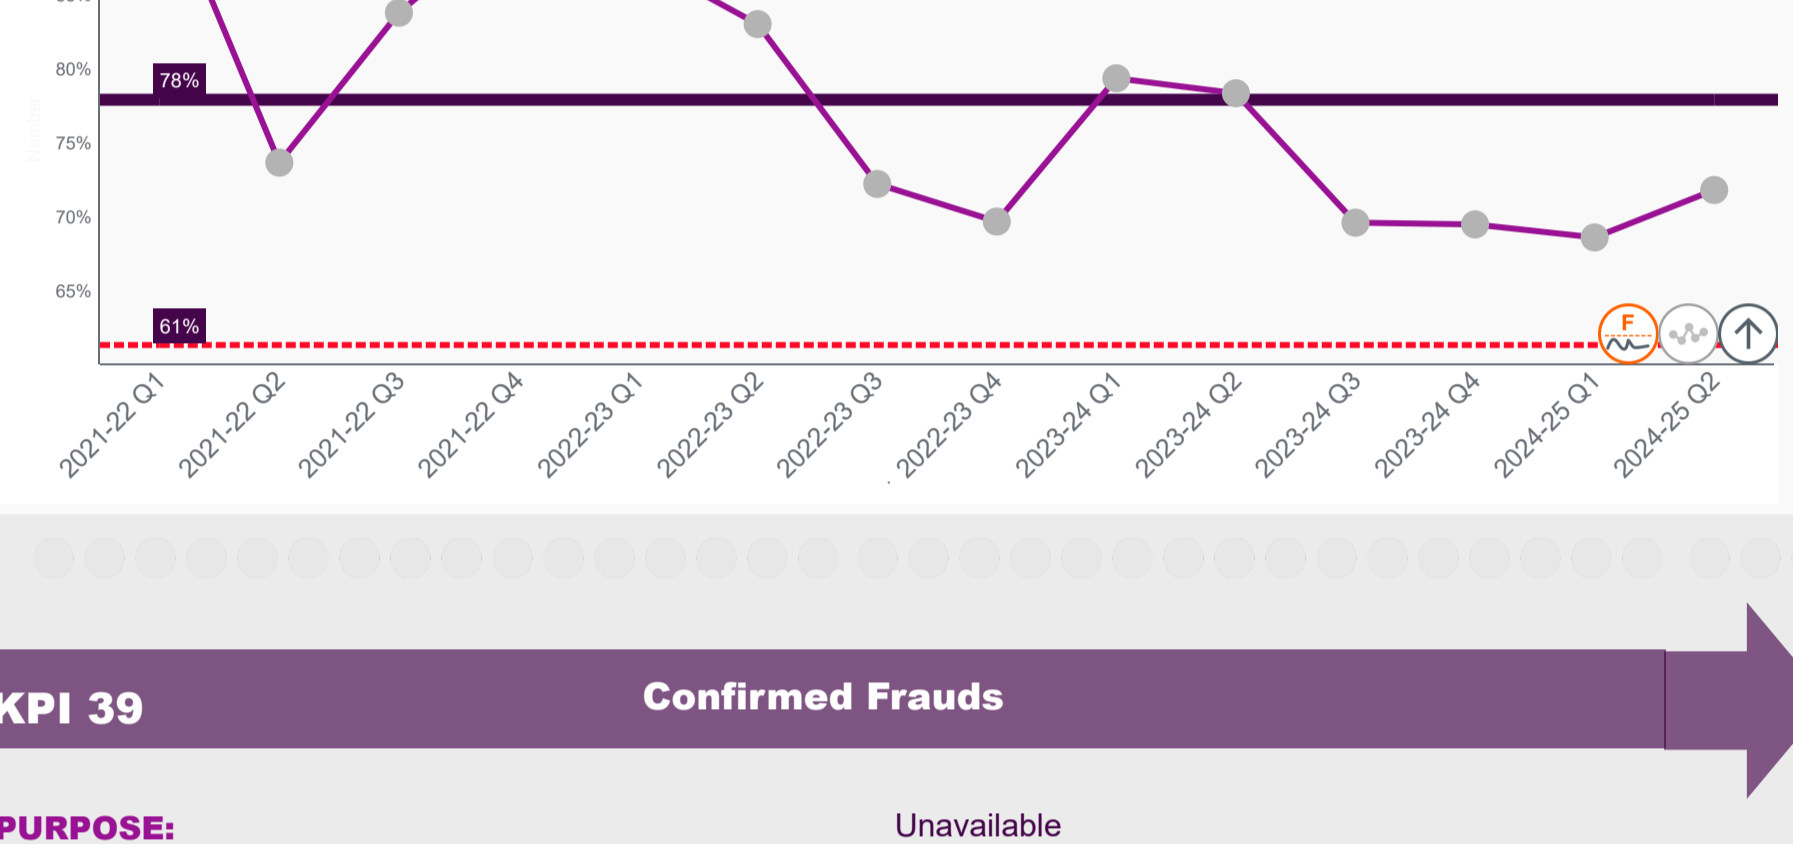 80%
78%
Number
75%
70%
65%
61%
F
2021-22 Q1
2021-22 Q2
2021-22 Q3
2021-22 Q4
2022-23 Q1
2022-23 Q2
2022-23 Q3
2022-23 Q4
2023-24 Q1
2023-24 Q2
2023-24 Q3
2023-24 Q4
2024-25 Q1
2024-25 Q2
KPI 39
Confirmed Frauds
PURPOSE:
Unavailable